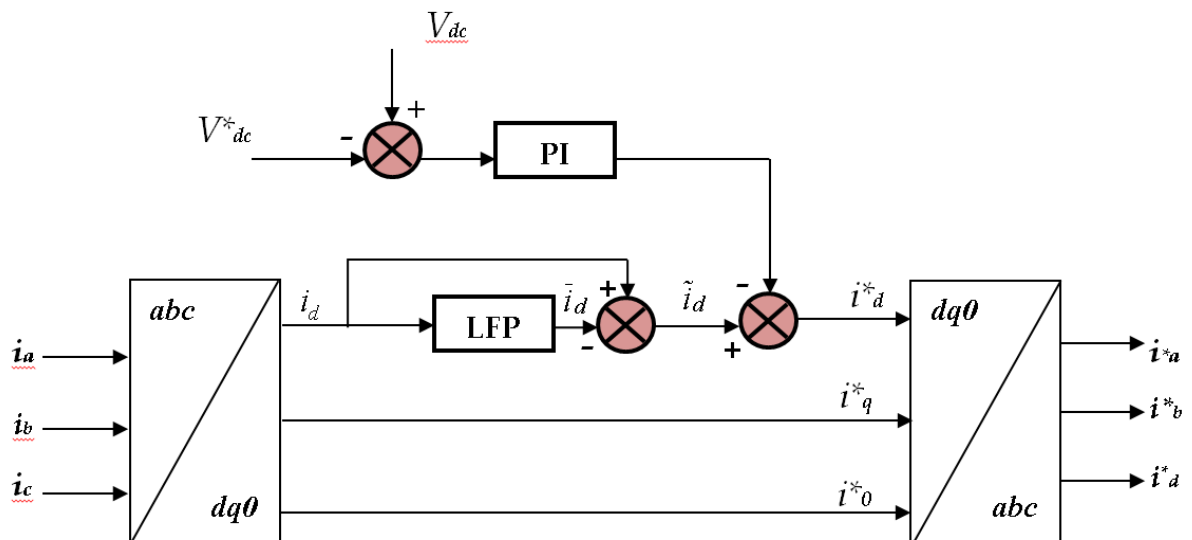 Vdc
+
V*dc
-
PI
abc
id
LFP
īd
+
-
ĩd
-
+
i*d
dq0
ia
ib
ic
i*q
i*0
dq0
abc
i*a
i*b
i*d